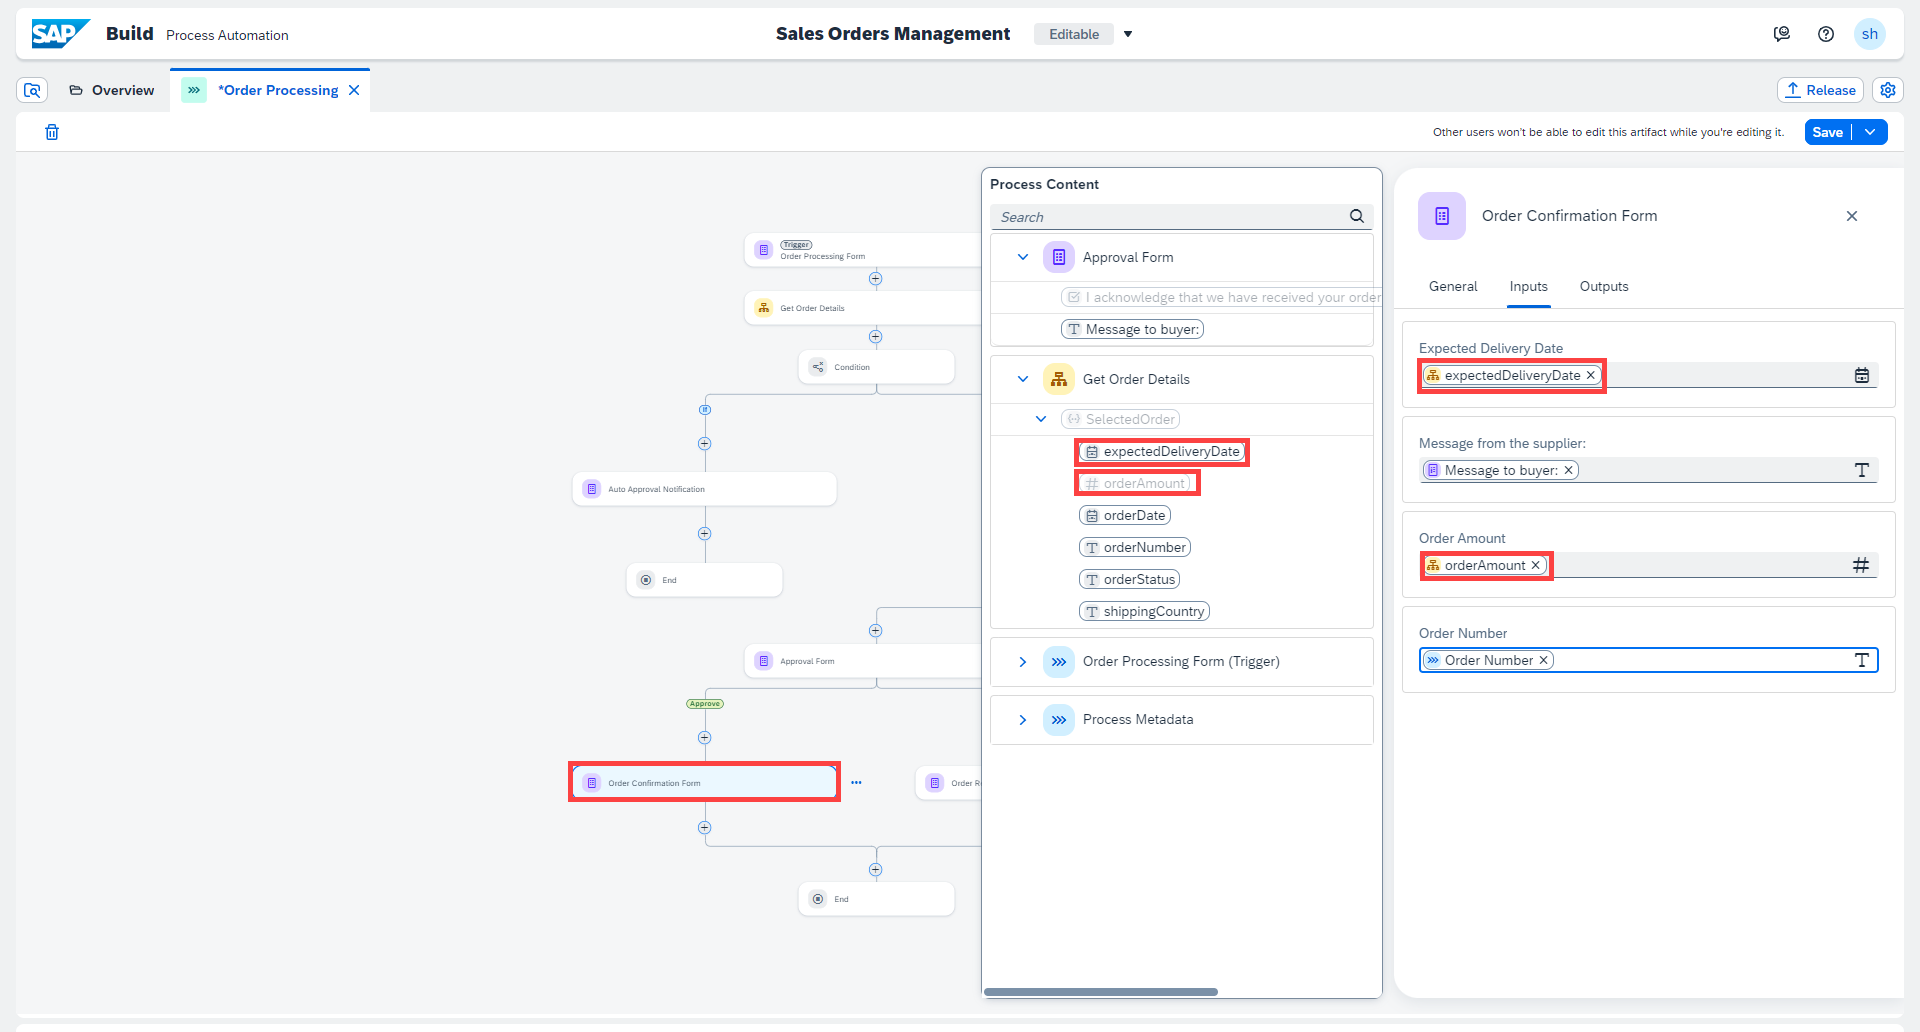 SAP Build Process Automation
Sales Orders Management Editable
sh
Overview
*Order Processing
Release
Other users won't be able to edit this artifact while you're editing it.
Save
Trigger
Order Processing Form
Get Order Details
Condition
If
Auto Approval Notification
End
Approval Form
Approve
Order Confirmation Form
Order R
End
Process Content
Search
Approval Form
I acknowledge that we have received your order
Message to buyer:
Get Order Details
SelectedOrder
expectedDeliveryDate
orderAmount
orderDate
orderNumber
orderStatus
shippingCountry
Order Processing Form (Trigger)
Process Metadata
Order Confirmation Form
General Inputs Outputs
Expected Delivery Date
expectedDeliveryDate
Message from the supplier:
Message to buyer:
Order Amount
orderAmount
Order Number
Order Number